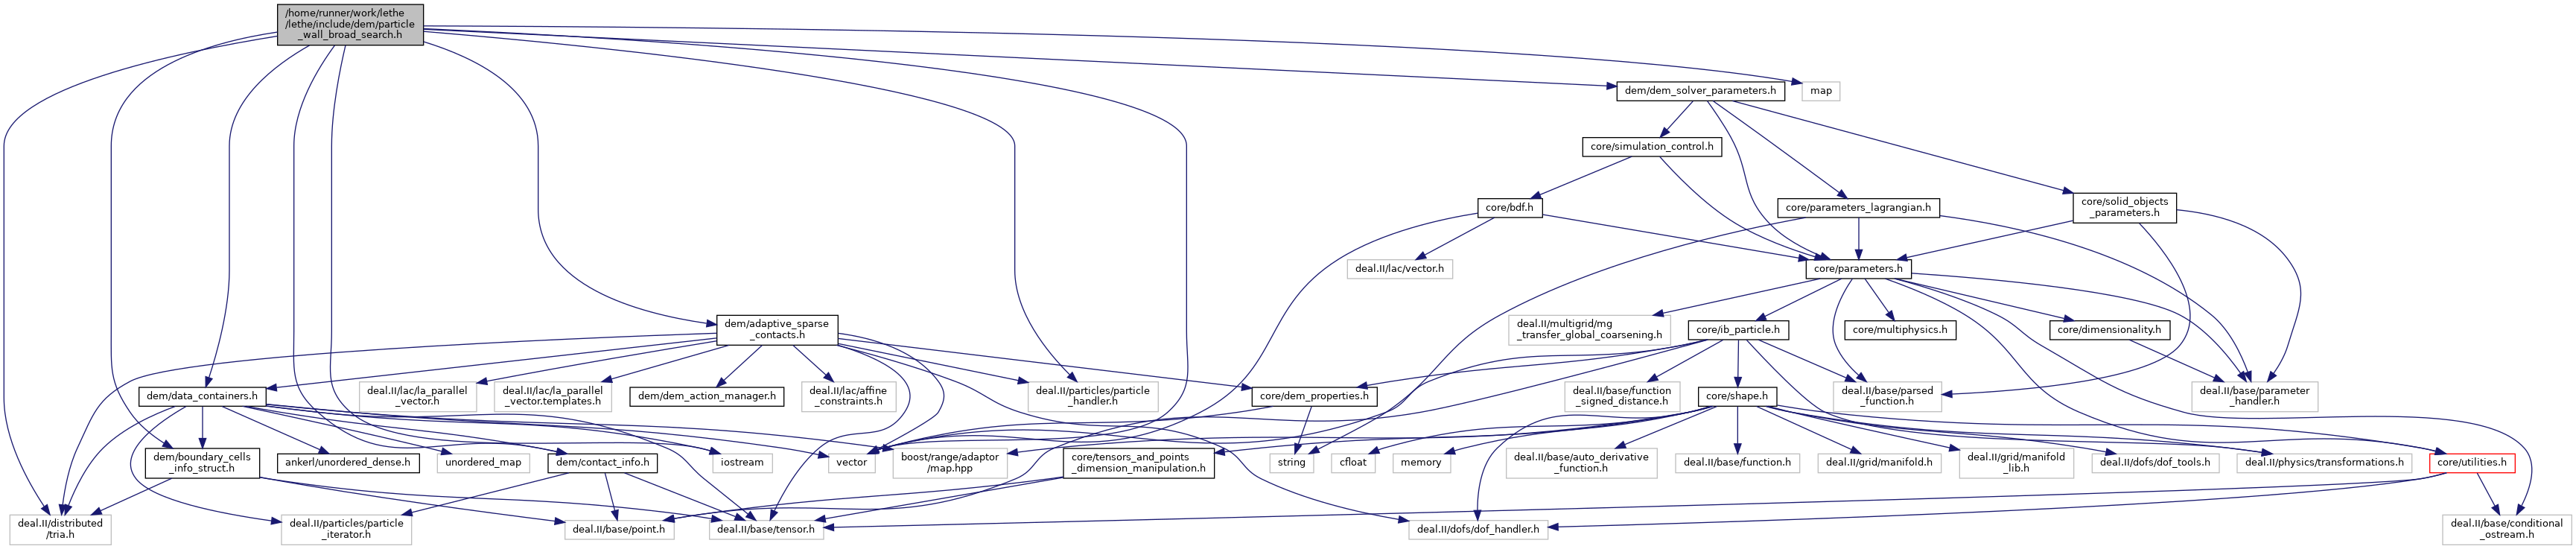 /home/runner/work/lethe
/lethe/include/dem/particle
_wall_broad_search.h
dem/dem_solver_parameters.h
map
core/simulation_control.h
core/bdf.h
core/parameters_lagrangian.h
core/solid_objects
_parameters.h
deal.II/lac/vector.h
core/parameters.h
dem/adaptive_sparse
_contacts.h
deal.II/multigrid/mg
_transfer_global_coarsening.h
core/ib_particle.h
core/multiphysics.h
core/dimensionality.h
dem/data_containers.h
deal.II/lac/la_parallel
_vector.h
deal.II/lac/la_parallel
_vector.templates.h
dem/dem_action_manager.h
deal.II/lac/affine
_constraints.h
deal.II/particles/particle
_handler.h
core/dem_properties.h
deal.II/base/function
_signed_distance.h
core/shape.h
deal.II/base/parsed
_function.h
deal.II/base/parameter
_handler.h
dem/boundary_cells
_info_struct.h
ankerl/unordered_dense.h
unordered_map
dem/contact_info.h
iostream
vector
boost/range/adaptor
/map.hpp
core/tensors_and_points
_dimension_manipulation.h
string
cfloat
memory
deal.II/base/auto_derivative
_function.h
deal.II/base/function.h
deal.II/grid/manifold.h
deal.II/grid/manifold
_lib.h
deal.II/dofs/dof_tools.h
deal.II/physics/transformations.h
core/utilities.h
deal.II/distributed
/tria.h
deal.II/particles/particle
_iterator.h
deal.II/base/point.h
deal.II/base/tensor.h
deal.II/dofs/dof_handler.h
deal.II/base/conditional
_ostream.h